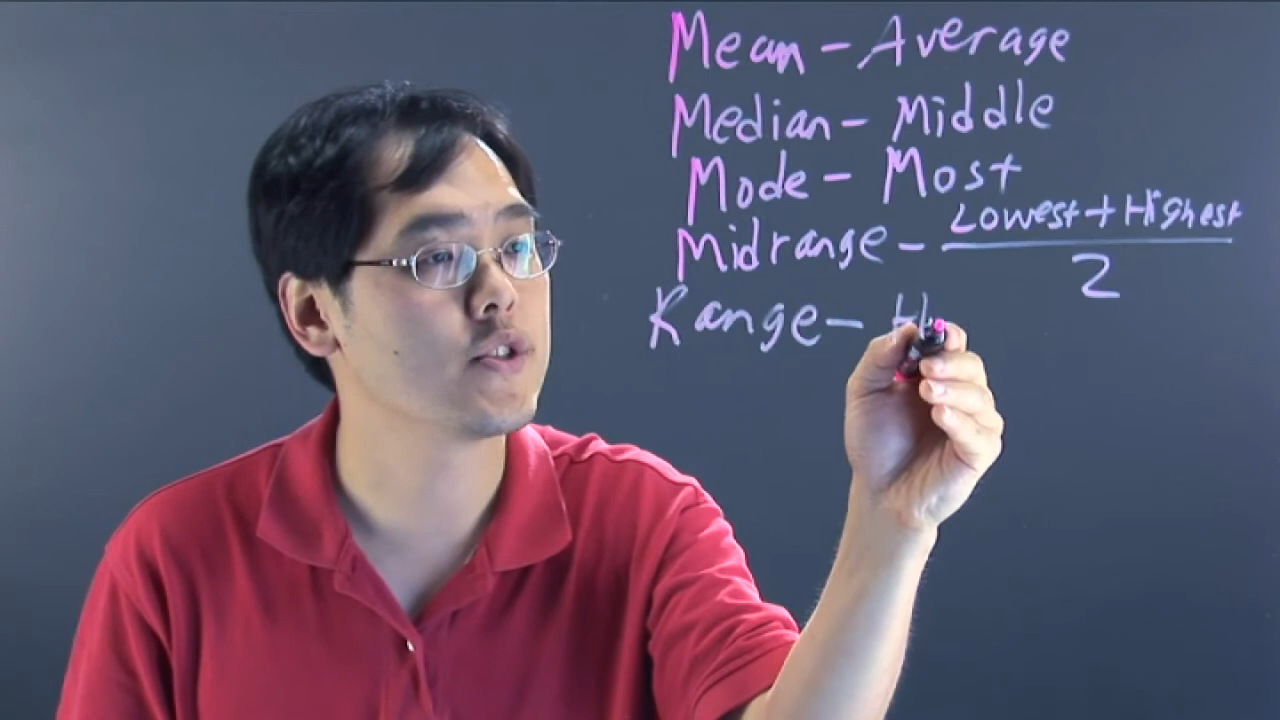 Mean - Average
Median - Middle
Mode - Most
Midrange - Lowest + Highest
2
Range - H